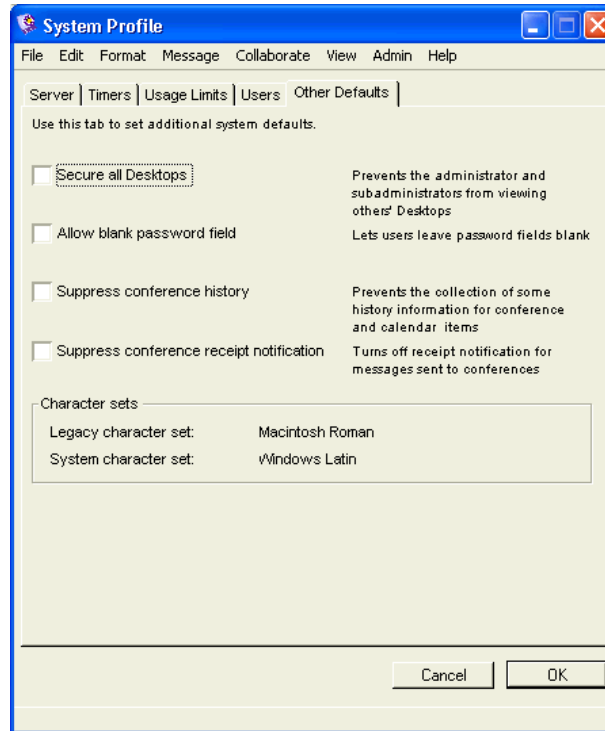 System Profile
File Edit Format Message Collaborate View Admin Help
Server Timers Usage Limits Users Other Defaults
Use this tab to set additional system defaults.
Secure all Desktops
Prevents the administrator and
subadministrators from viewing
others' Desktops
Allow blank password field
Lets users leave password fields blank
Suppress conference history
Prevents the collection of some
history information for conference
and calendar items
Suppress conference receipt notification
Turns off receipt notification for
messages sent to conferences
Character sets
Legacy character set: Macintosh Roman
System character set: Windows Latin
Cancel OK